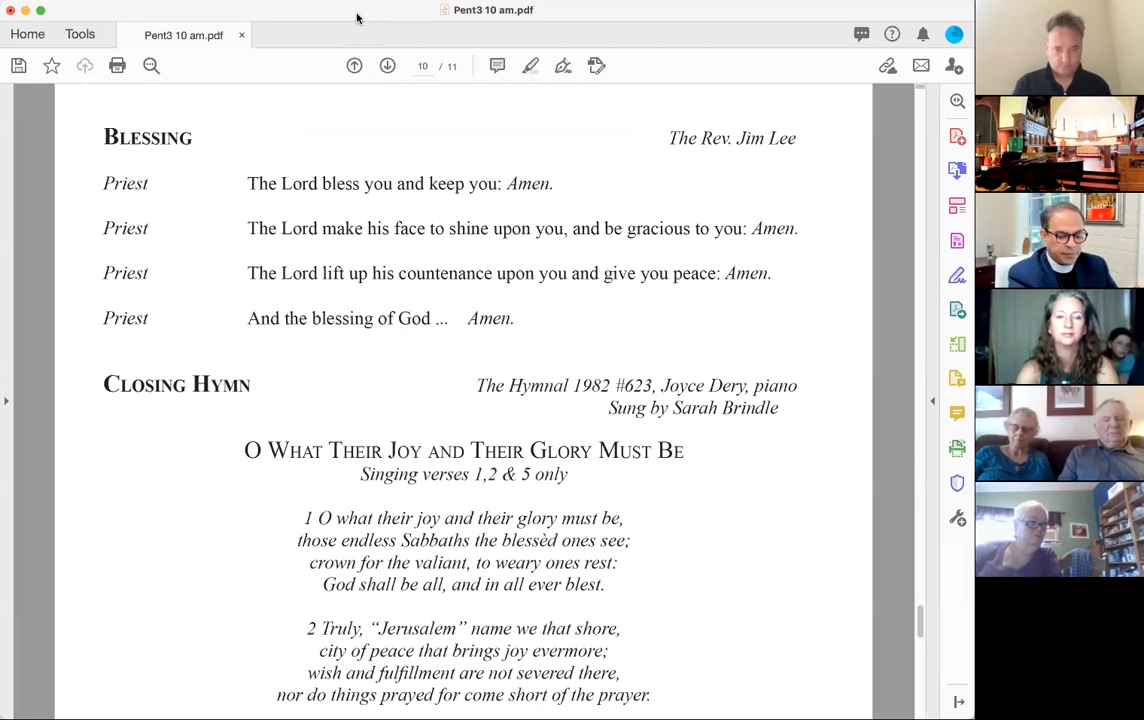 Pent3 10 am.pdf
Home Tools Pent3 10 am.pdf ×
10 / 11
BLESSING The Rev. Jim Lee
Priest The Lord bless you and keep you: Amen.
Priest The Lord make his face to shine upon you, and be gracious to you: Amen.
Priest The Lord lift up his countenance upon you and give you peace: Amen.
Priest And the blessing of God ... Amen.
CLOSING HYMN The Hymnal 1982 #623, Joyce Dery, piano
Sung by Sarah Brindle
O WHAT THEIR JOY AND THEIR GLORY MUST BE
Singing verses 1,2 & 5 only
1 O what their joy and their glory must be,
those endless Sabbaths the blessèd ones see;
crown for the valiant, to weary ones rest:
God shall be all, and in all ever blest.
2 Truly, “Jerusalem” name we that shore,
city of peace that brings joy evermore;
wish and fulfillment are not severed there,
nor do things prayed for come short of the prayer.